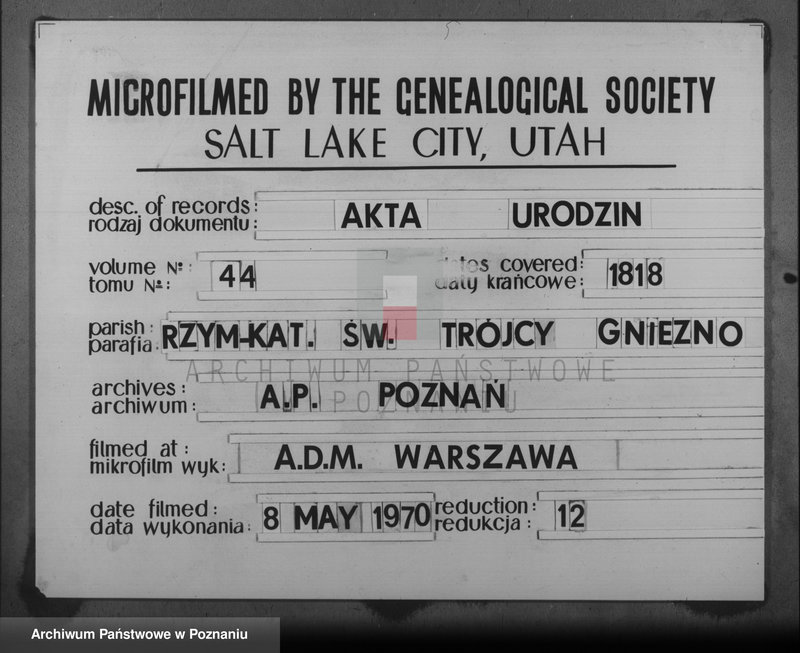 MICROFILMED BY THE GENEALOGICAL SOCIETY
SALT LAKE CITY, UTAH
desc. of records: AKTA URODZIN
rodzaj dokumentu:
volume №: 44 dates covered: 1818
tomu №: daty krańcowe:
parish: RZYM-KAT. ŚW. TRÓJCY GNIEZNO
parafia:
ARCHIWUM PAŃSTWOWE
archives: A.P. POZNAŃ
archiwum:
W POZNANIU
filmed at: A.D.M. WARSZAWA
mikrofilm wyk:
date filmed: 8 MAY 1970 reduction: 12
data wykonania: redukcja:
Archiwum Państwowe w Poznaniu